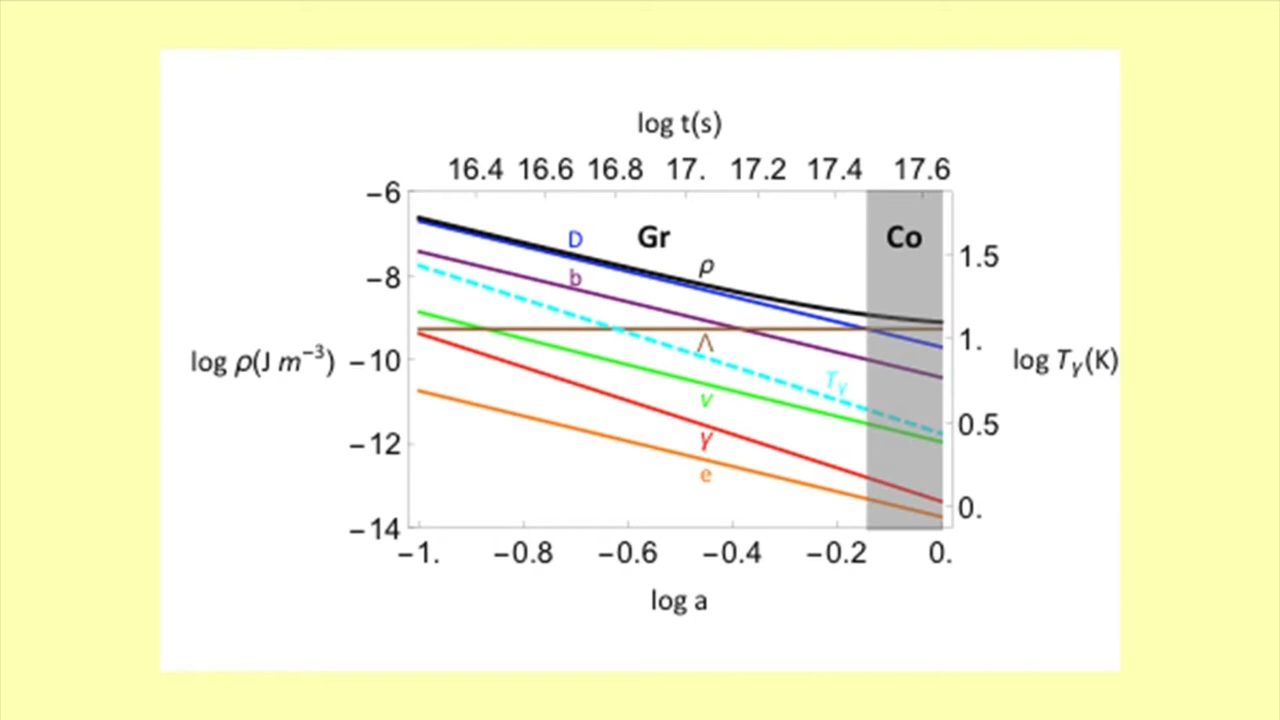 log t(s)
16.4 16.6 16.8 17. 17.2 17.4 17.6
−6
D Gr Co
ρ 1.5
b
−8
Λ 1.
log ρ(J m⁻³) −10 log Tγ(K)
Tγ
ν 0.5
γ
−12
e
0.
−14
−1. −0.8 −0.6 −0.4 −0.2 0.
log a